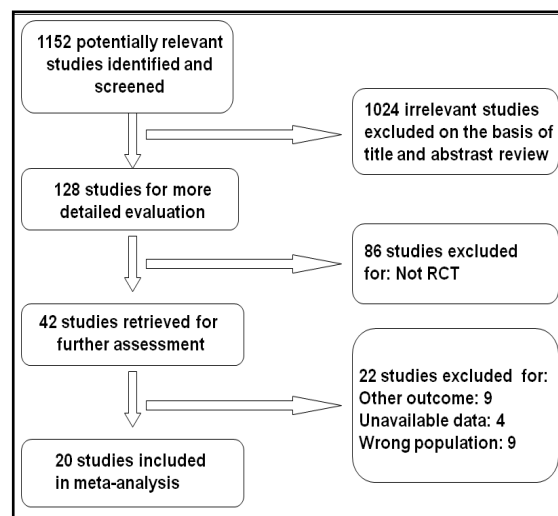 1152 potentially relevant
studies identified and
screened
1024 irrelevant studies
excluded on the basis of
title and abstrast review
128 studies for more
detailed evaluation
86 studies excluded
for: Not RCT
42 studies retrieved for
further assessment
22 studies excluded for:
Other outcome: 9
Unavailable data: 4
Wrong population: 9
20 studies included
in meta-analysis